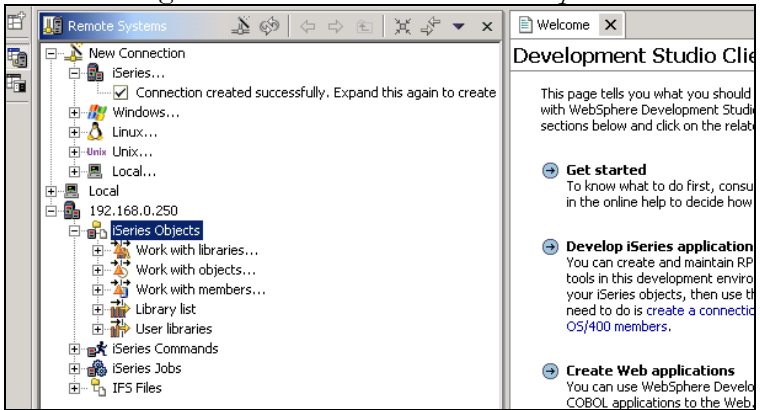 Remote Systems
New Connection
iSeries...
Connection created successfully. Expand this again to create
Windows...
Linux...
Unix Unix...
Local...
Local
192.168.0.250
iSeries Objects
Work with libraries...
Work with objects...
Work with members...
Library list
User libraries
iSeries Commands
iSeries Jobs
IFS Files
Welcome
Development Studio Clie
This page tells you what you should
with WebSphere Development Studi
sections below and click on the relat
Get started
To know what to do first, consu
in the online help to decide how
Develop iSeries application
You can create and maintain RP
tools in this development enviro
your iSeries objects, then use th
need to do is create a connectio
OS/400 members.
Create Web applications
You can use WebSphere Develo
COBOL applications to the Web.